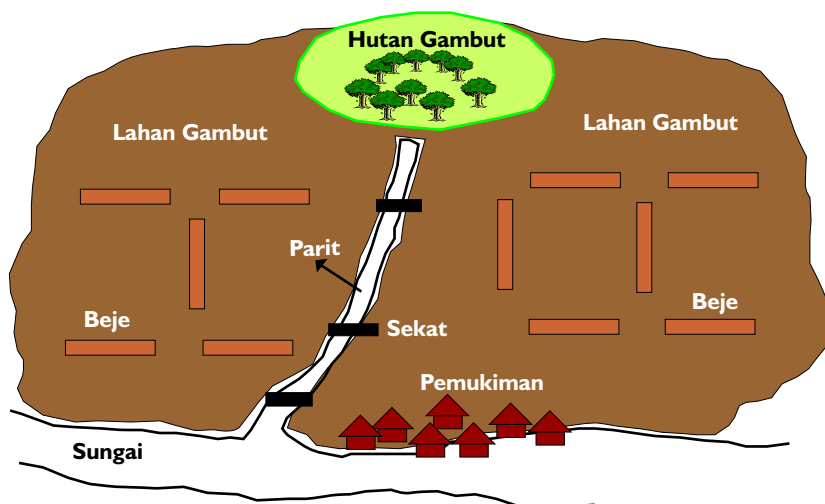 Hutan Gambut
Lahan Gambut
Lahan Gambut
Parit
Beje
Sekat
Beje
Pemukiman
Sungai